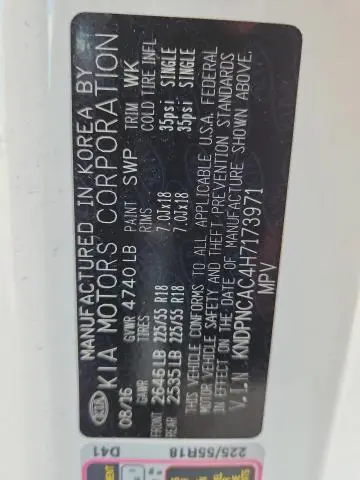 MANUFACTURED IN KOREA BY
KIA MOTORS CORPORATION
KIA
08/16 GVWR 4740LB PAINT SWP TRIM WK
GAWR TIRES RIMS COLD TIRE INFL
FRONT 2646LB 225/55 R18 7.0Jx18 35psi SINGLE
REAR 2535LB 225/55 R18 7.0Jx18 35psi SINGLE
THIS VEHICLE CONFORMS TO ALL APPLICABLE U.S.A. FEDERAL
MOTOR VEHICLE SAFETY AND THEFT PREVENTION STANDARDS
IN EFFECT ON THE DATE OF MANUFACTURE SHOWN ABOVE.
V.I.N. KNDPNCAC4H7173971
MPV
D41
225/55R18